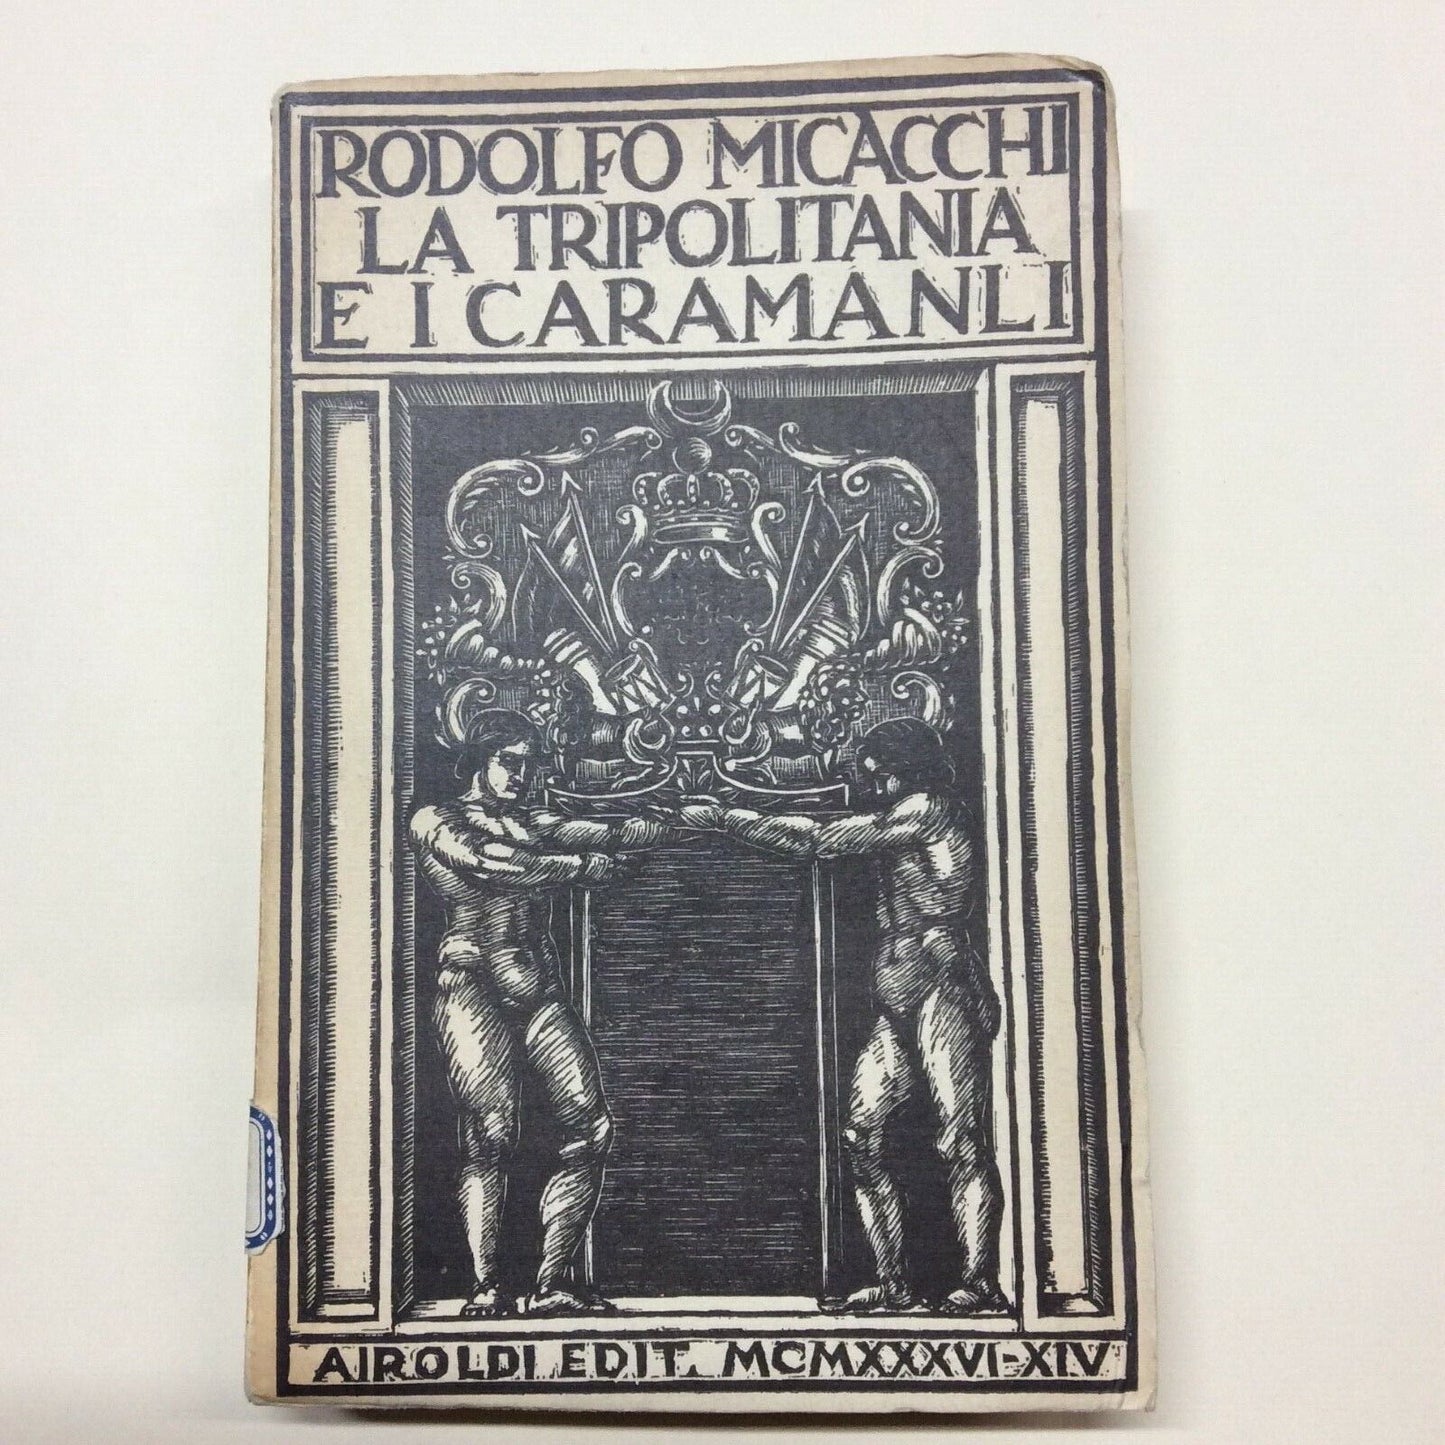 RODOLFO MICACCHI
LA TRIPOLITANIA
E I CARAMANLI
AIROLDI EDIT. MCMXXXVI-XIV